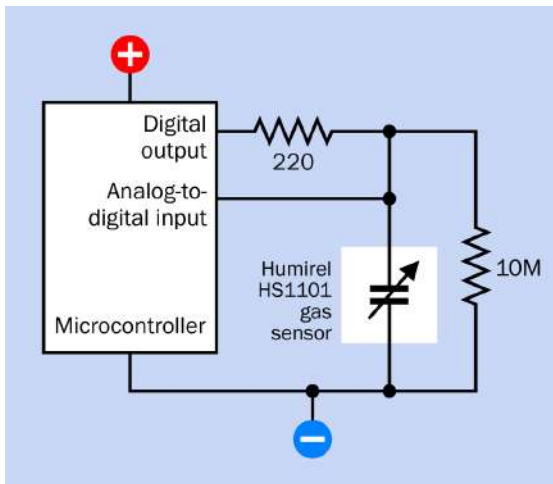 Digital
output
220
Analog-to-
digital input
Humirel
HS1101
gas
sensor
10M
Microcontroller